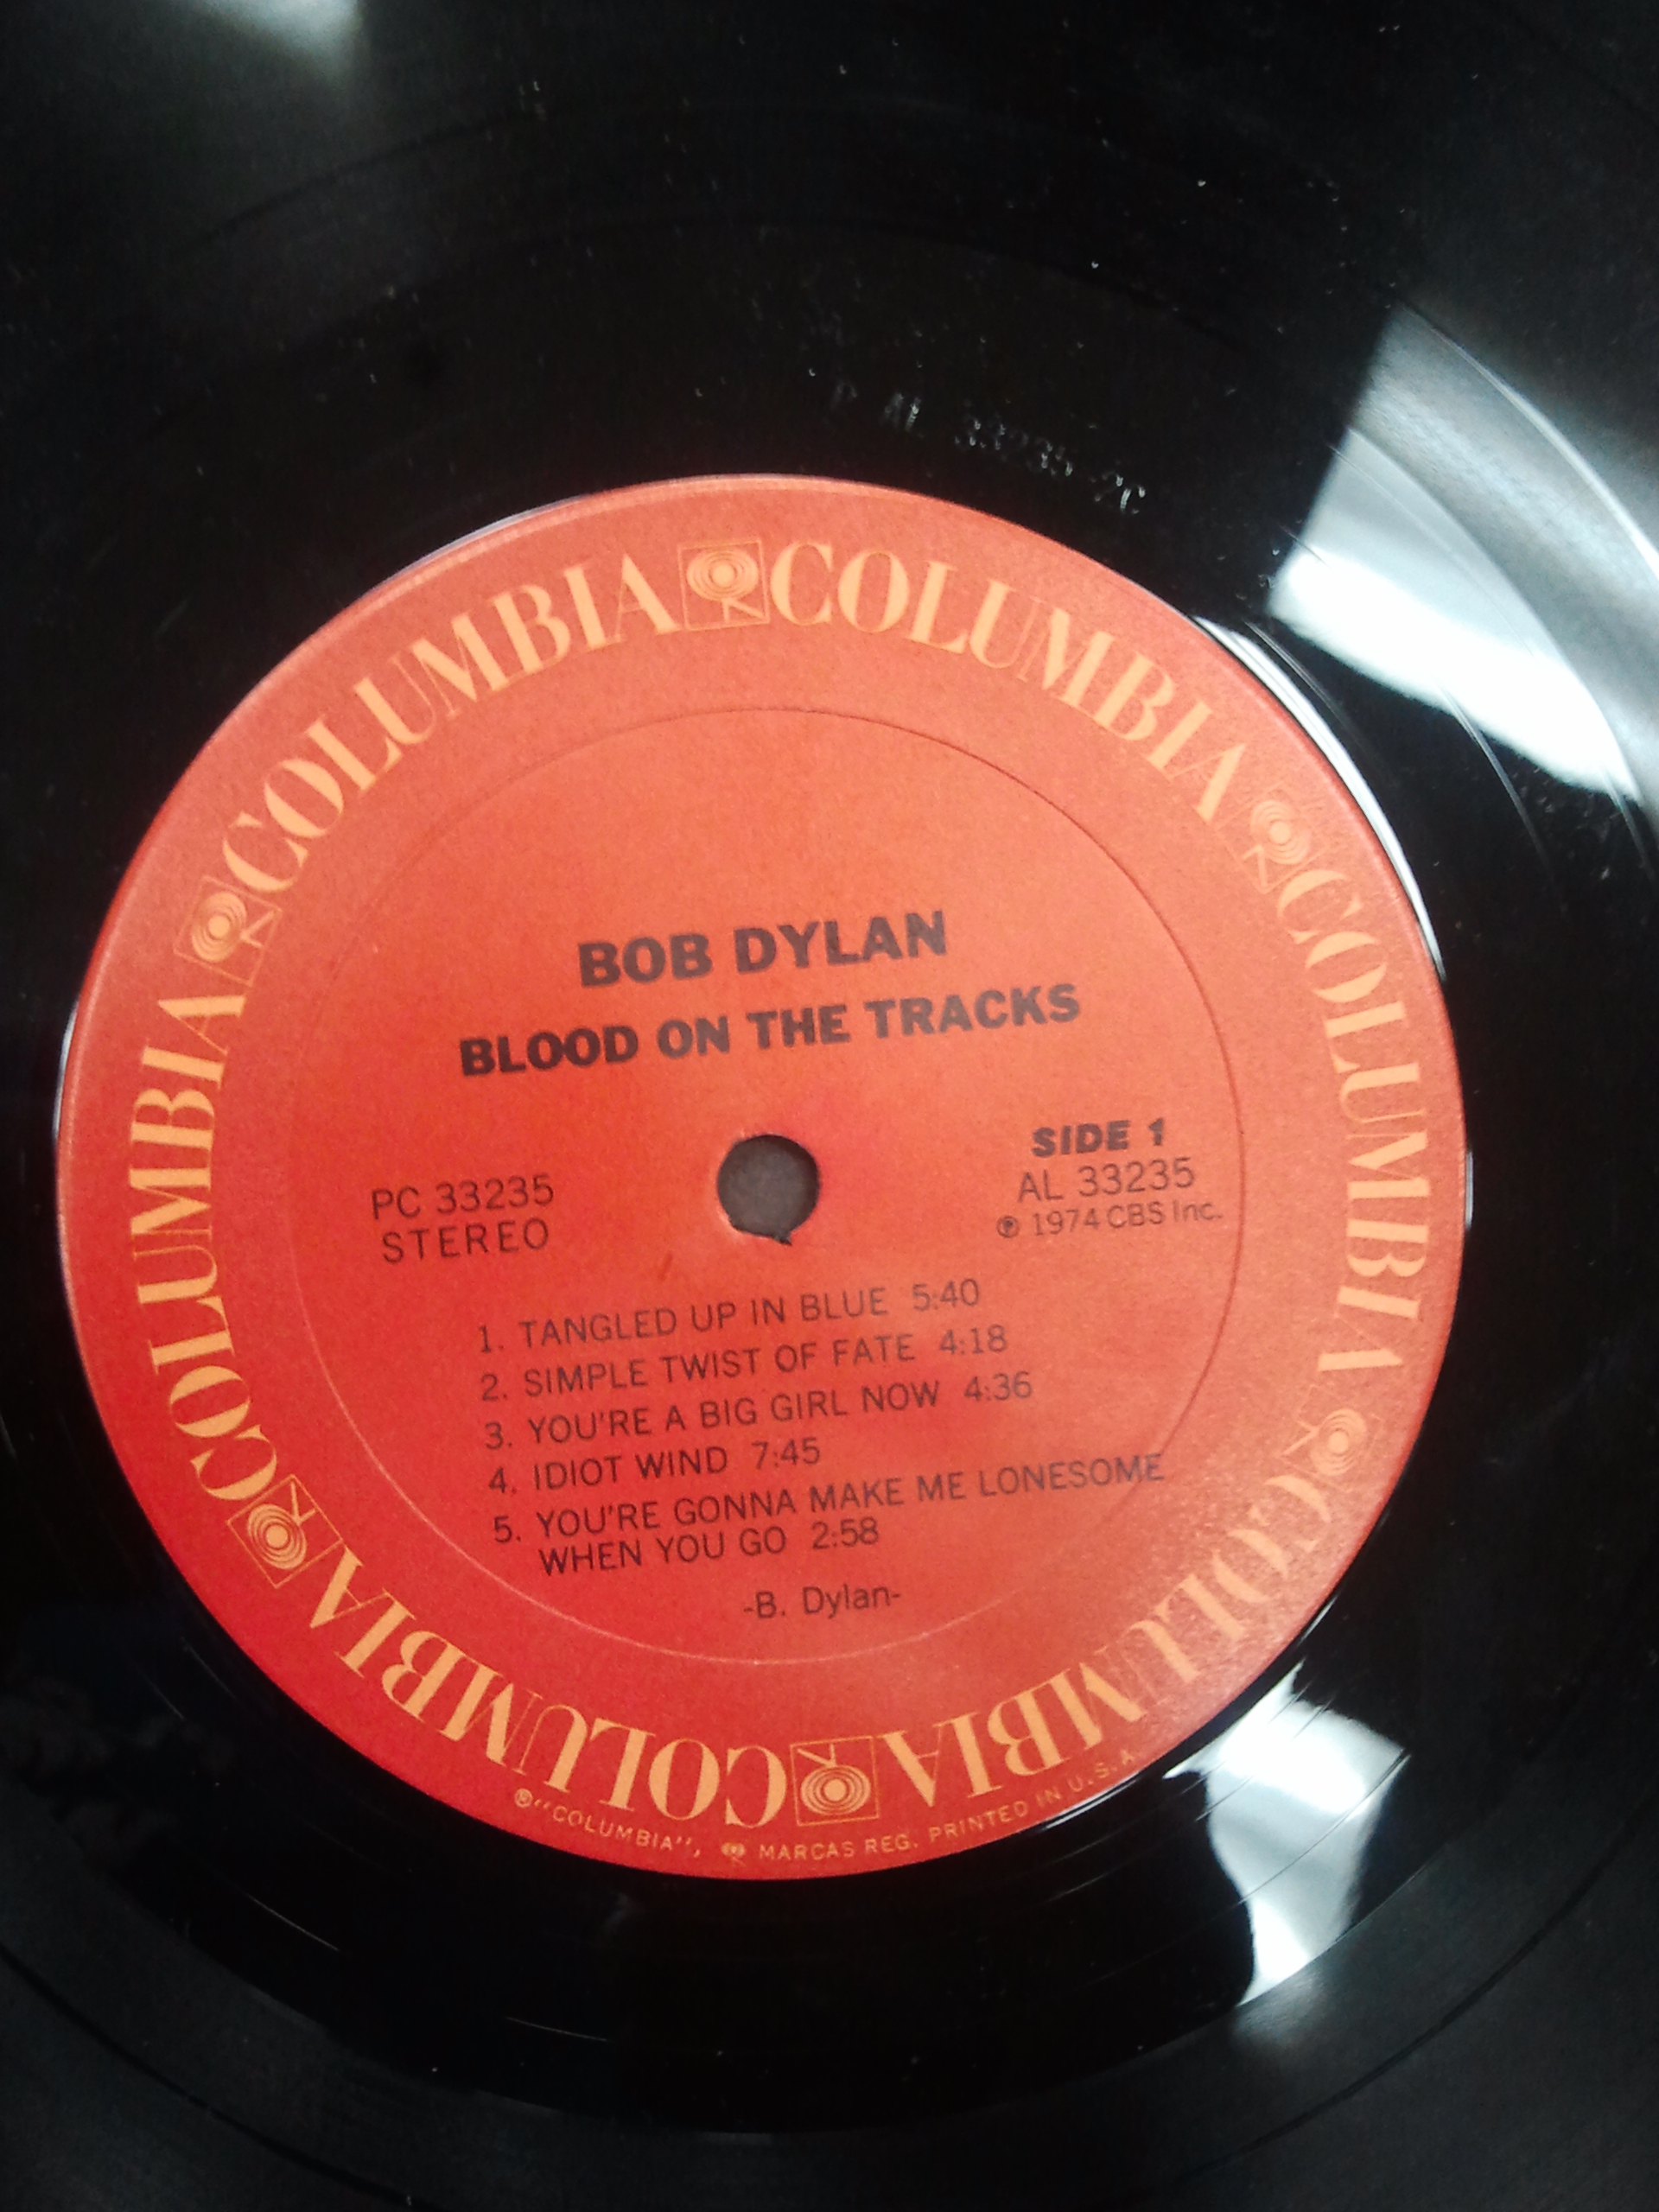 P AL 33235-2C
COLUMBIA COLUMBIA COLUMBIA COLUMBIA COLUMBIA COLUMBIA
BOB DYLAN
BLOOD ON THE TRACKS
PC 33235
STEREO
SIDE 1
AL 33235
℗ 1974 CBS Inc.
1. TANGLED UP IN BLUE 5:40
2. SIMPLE TWIST OF FATE 4:18
3. YOU'RE A BIG GIRL NOW 4:36
4. IDIOT WIND 7:45
5. YOU'RE GONNA MAKE ME LONESOME
WHEN YOU GO 2:58
-B. Dylan-
®"COLUMBIA", MARCAS REG. PRINTED IN U.S.A.